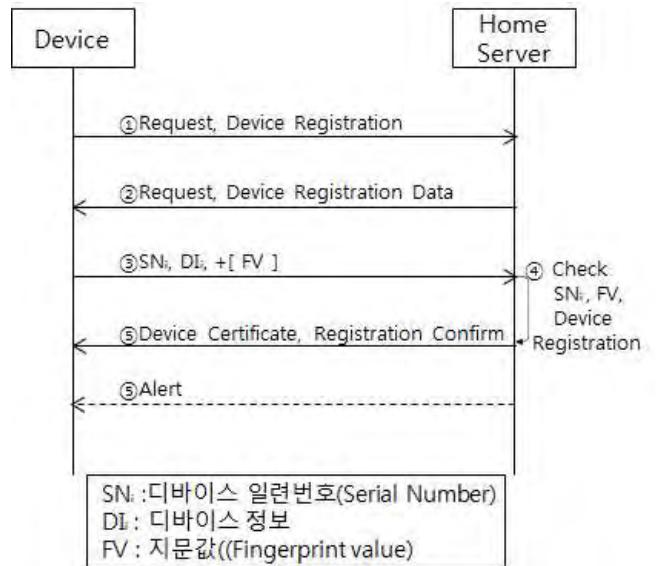 Device
Home
Server
①Request, Device Registration
②Request, Device Registration Data
③SNᵢ, DIᵢ, +[ FV ]
④ Check
SNᵢ, FV,
Device
Registration
⑤Device Certificate, Registration Confirm
⑤Alert
SNᵢ :디바이스 일련번호(Serial Number)
DIᵢ : 디바이스 정보
FV : 지문값((Fingerprint value)